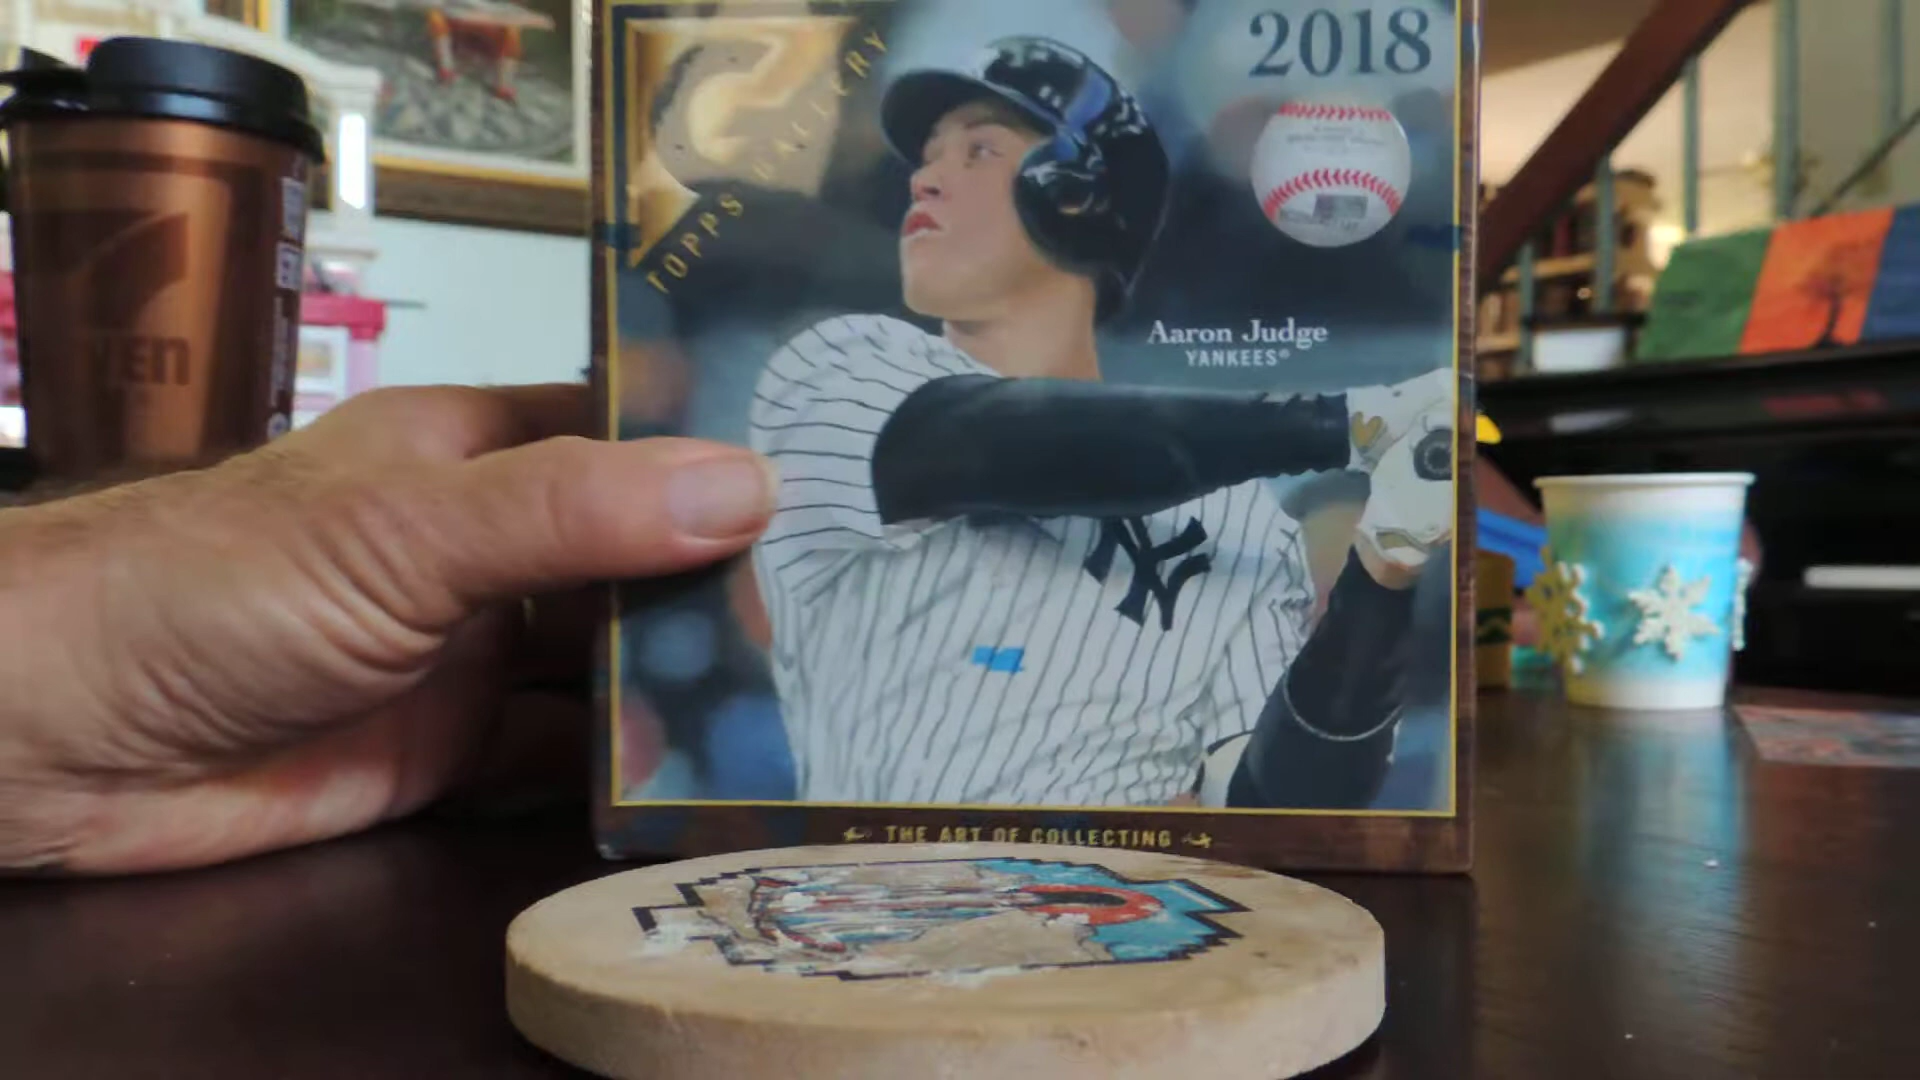 2018
TOPPS GALLERY
Aaron Judge
YANKEES®
THE ART OF COLLECTING